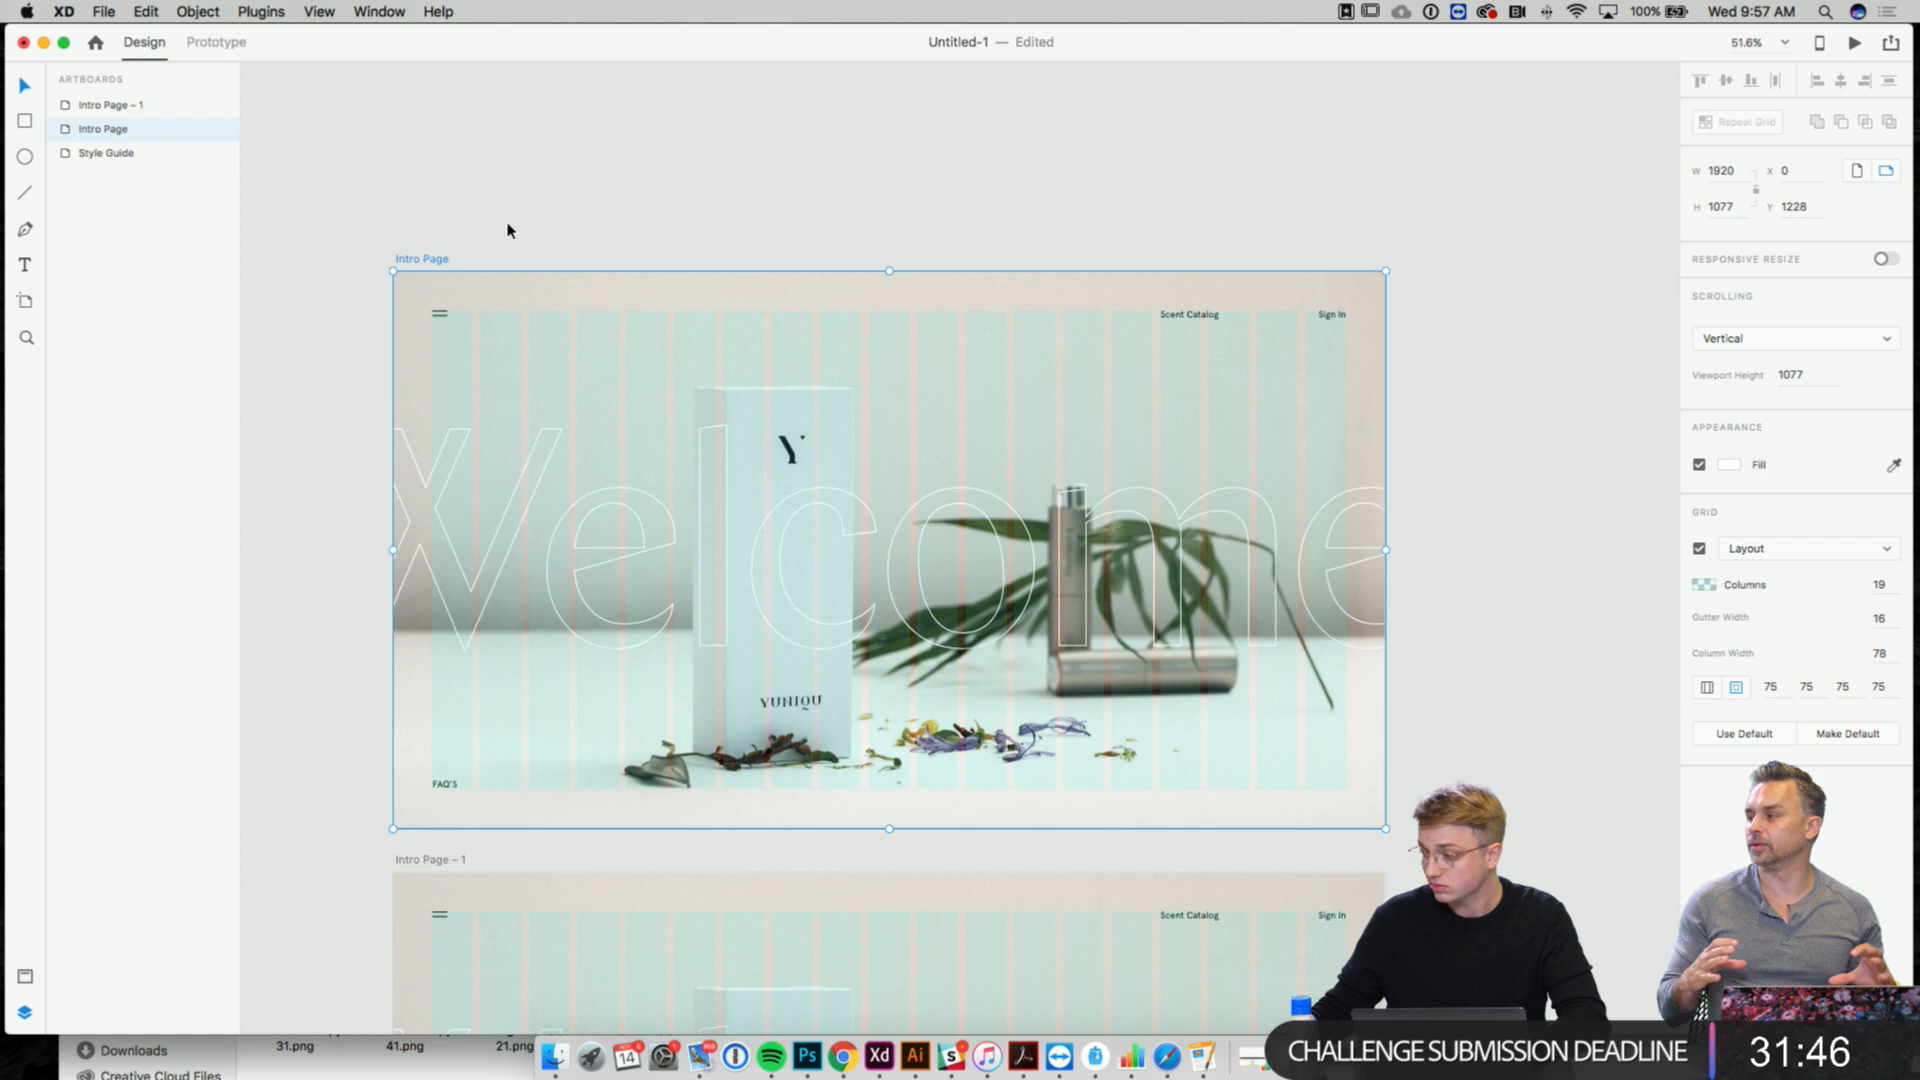 XD File Edit Object Plugins View Window Help
100% Wed 9:57 AM
Design Prototype
Untitled-1 — Edited
51.6%
ARTBOARDS
Intro Page – 1
Intro Page
Style Guide
Intro Page
Scent Catalog
Sign In
Y
Welcome
YUNIQU
FAQ'S
Intro Page – 1
Scent Catalog
Sign In
Repeat Grid
W 1920 X 0
H 1077 Y 1228
RESPONSIVE RESIZE
SCROLLING
Vertical
Viewport Height 1077
APPEARANCE
Fill
GRID
Layout
Columns 19
Gutter Width 16
Column Width 78
75 75 75 75
Use Default Make Default
Downloads
Creative Cloud Files
31.png 41.png 21.png
14
Ps
Xd
Ai
CHALLENGE SUBMISSION DEADLINE 31:46